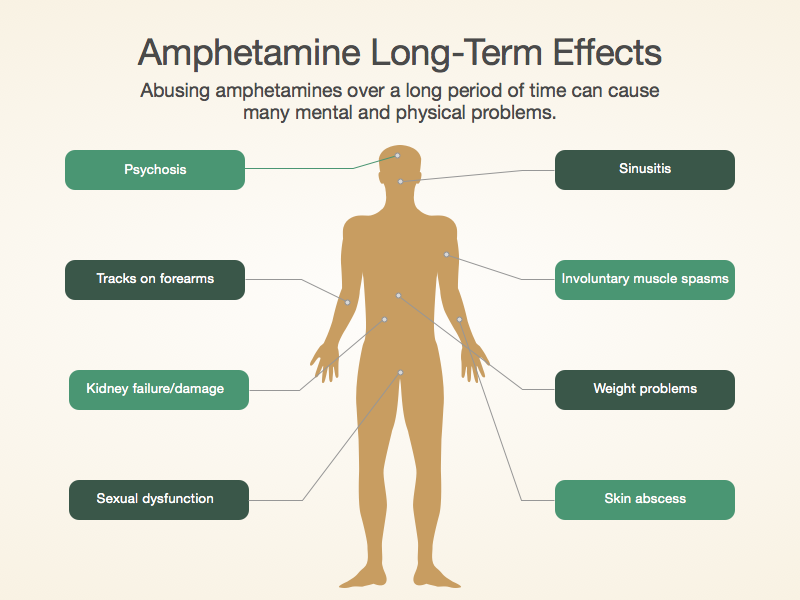 Amphetamine Long-Term Effects
Abusing amphetamines over a long period of time can cause
many mental and physical problems.
Psychosis
Sinusitis
Tracks on forearms
Involuntary muscle spasms
Kidney failure/damage
Weight problems
Sexual dysfunction
Skin abscess